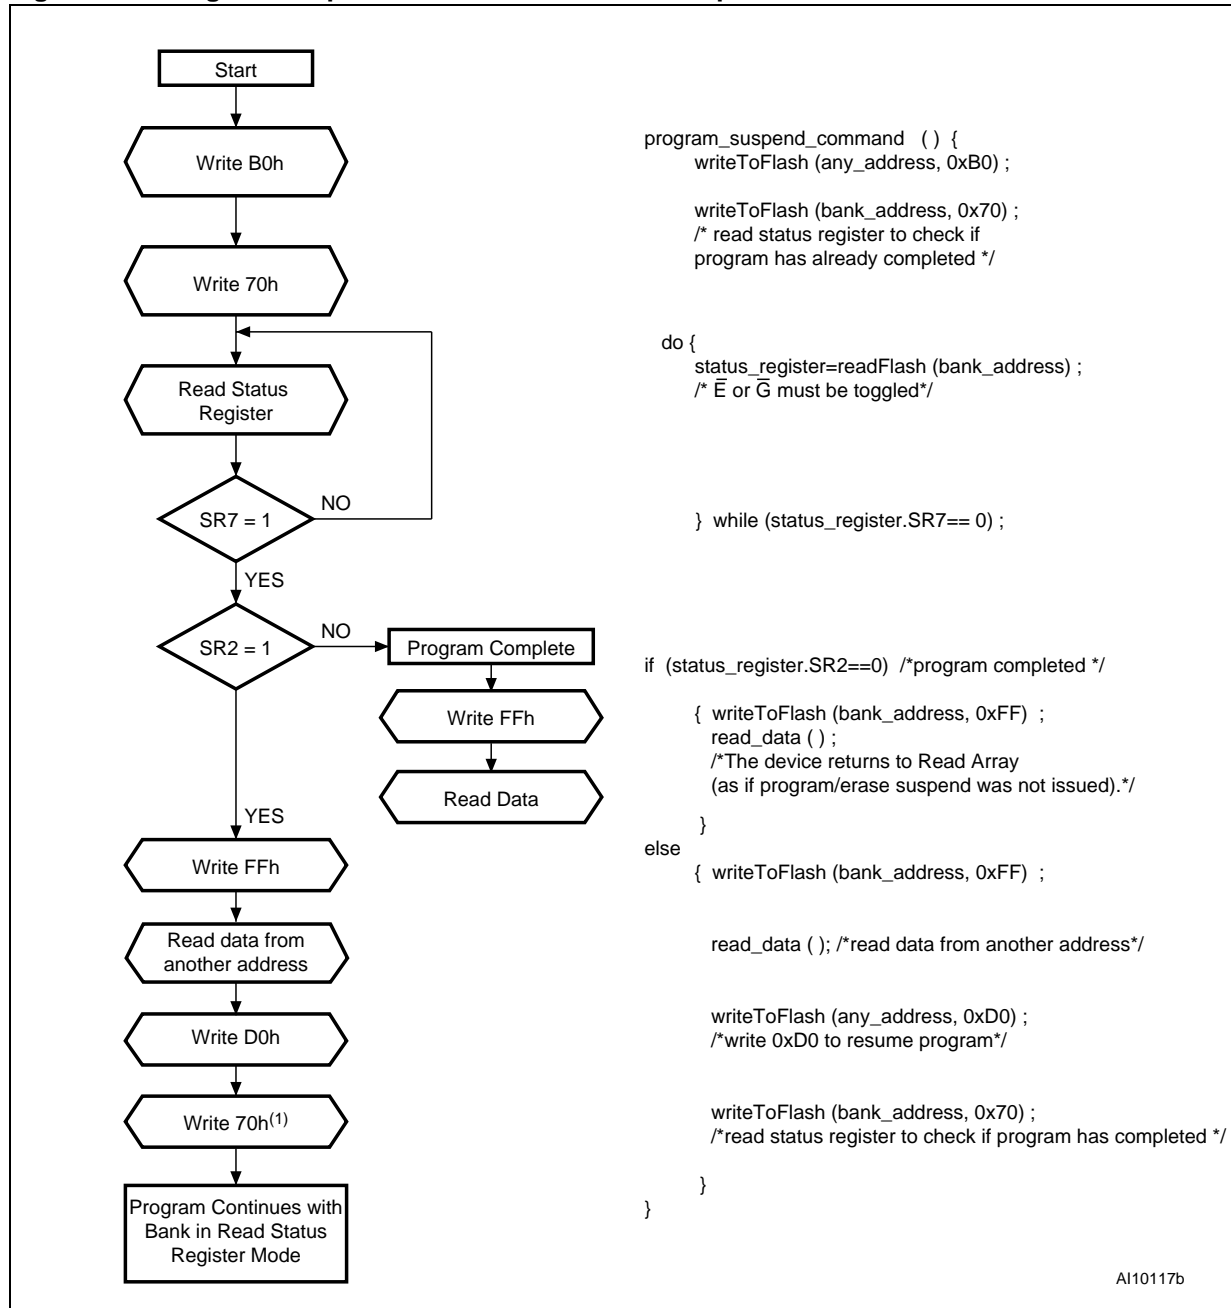 Start
Write B0h
Write 70h
Read Status
Register
NO
SR7 = 1
YES
NO
SR2 = 1
Program Complete
Write FFh
Read Data
YES
Write FFh
Read data from
another address
Write D0h
Write 70h(1)
Program Continues with
Bank in Read Status
Register Mode
program_suspend_command ( ) {
writeToFlash (any_address, 0xB0) ;
writeToFlash (bank_address, 0x70) ;
/* read status register to check if
program has already completed */
do {
status_register=readFlash (bank_address) ;
/* E̅ or G̅ must be toggled*/
} while (status_register.SR7== 0) ;
if (status_register.SR2==0) /*program completed */
{ writeToFlash (bank_address, 0xFF) ;
read_data ( ) ;
/*The device returns to Read Array
(as if program/erase suspend was not issued).*/
}
else
{ writeToFlash (bank_address, 0xFF) ;
read_data ( ); /*read data from another address*/
writeToFlash (any_address, 0xD0) ;
/*write 0xD0 to resume program*/
writeToFlash (bank_address, 0x70) ;
/*read status register to check if program has completed */
}
}
AI10117b